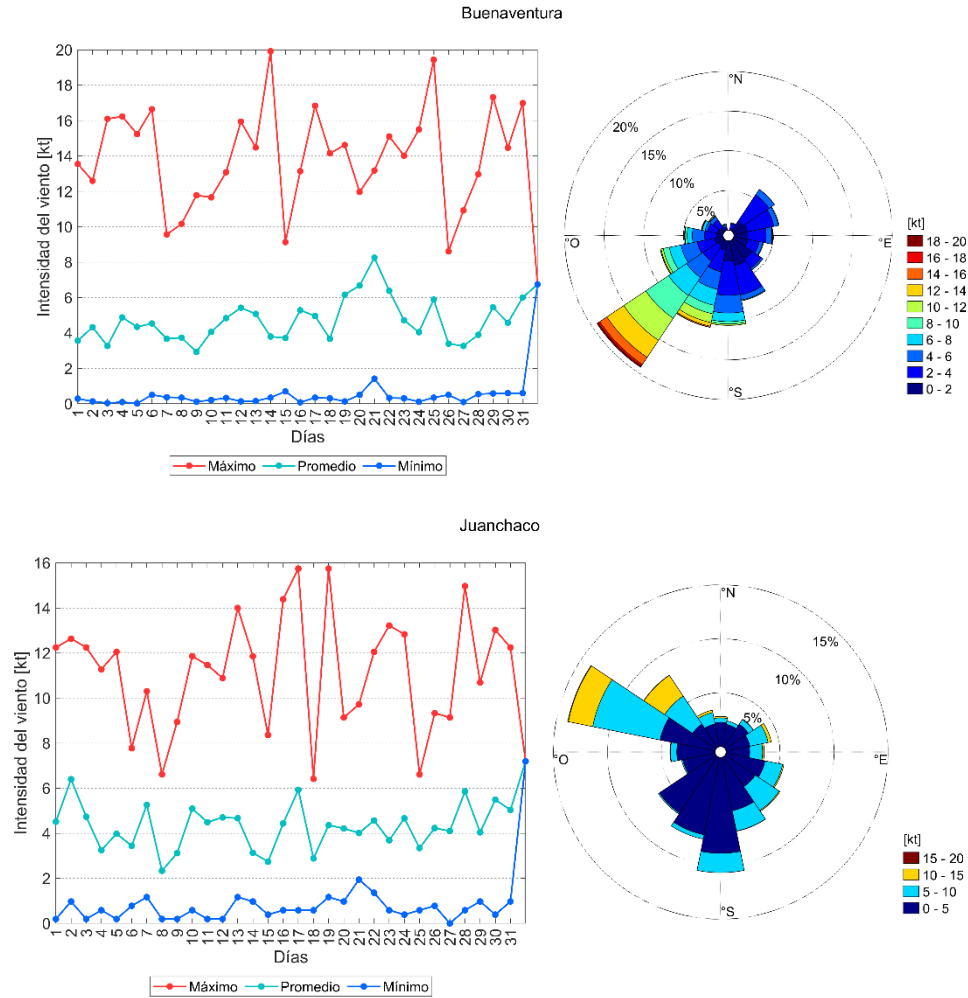 Buenaventura
Intensidad del viento [kt]
20
18
16
14
12
10
8
6
4
2
0
1 2 3 4 5 6 7 8 9 10 11 12 13 14 15 16 17 18 19 20 21 22 23 24 25 26 27 28 29 30 31
Días
Máximo Promedio Mínimo
°N
20%
15%
10%
5%
°O
°E
°S
[kt]
18 - 20
16 - 18
14 - 16
12 - 14
10 - 12
8 - 10
6 - 8
4 - 6
2 - 4
0 - 2
Juanchaco
Intensidad del viento [kt]
16
14
12
10
8
6
4
2
0
1 2 3 4 5 6 7 8 9 10 11 12 13 14 15 16 17 18 19 20 21 22 23 24 25 26 27 28 29 30 31
Días
Máximo Promedio Mínimo
°N
15%
10%
5%
°O
°E
°S
[kt]
15 - 20
10 - 15
5 - 10
0 - 5